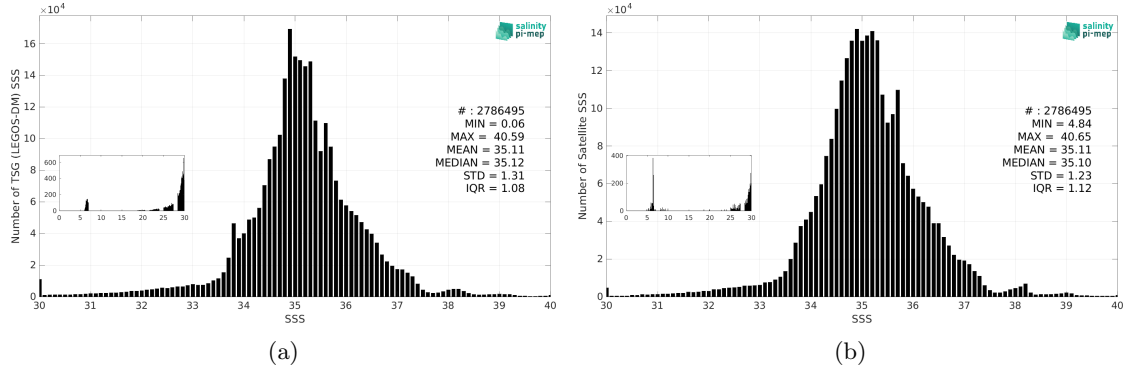 ×10⁴
salinity
pi-mep
Number of TSG (LEGOS-DM) SSS
16
14
12
10
8
6
4
2
0
# : 2786495
MIN = 0.06
MAX = 40.59
MEAN = 35.11
MEDIAN = 35.12
STD = 1.31
IQR = 1.08
600
400
200
0
0 5 10 15 20 25 30
30 31 32 33 34 35 36 37 38 39 40
SSS
(a)
×10⁴
salinity
pi-mep
Number of Satellite SSS
14
12
10
8
6
4
2
0
# : 2786495
MIN = 4.84
MAX = 40.65
MEAN = 35.11
MEDIAN = 35.10
STD = 1.23
IQR = 1.12
400
200
0
0 5 10 15 20 25 30
30 31 32 33 34 35 36 37 38 39 40
SSS
(b)